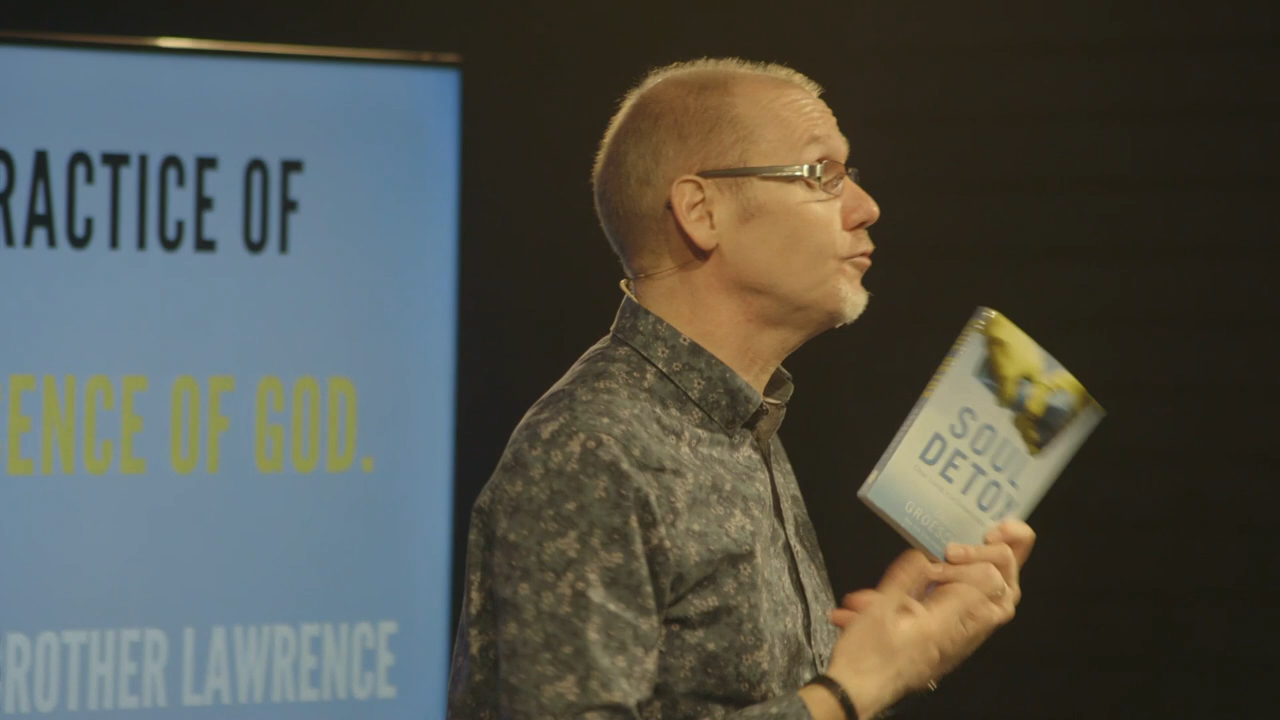 RACTICE OF
ENCE OF GOD.
ROTHER LAWRENCE
SOUL
DETOX